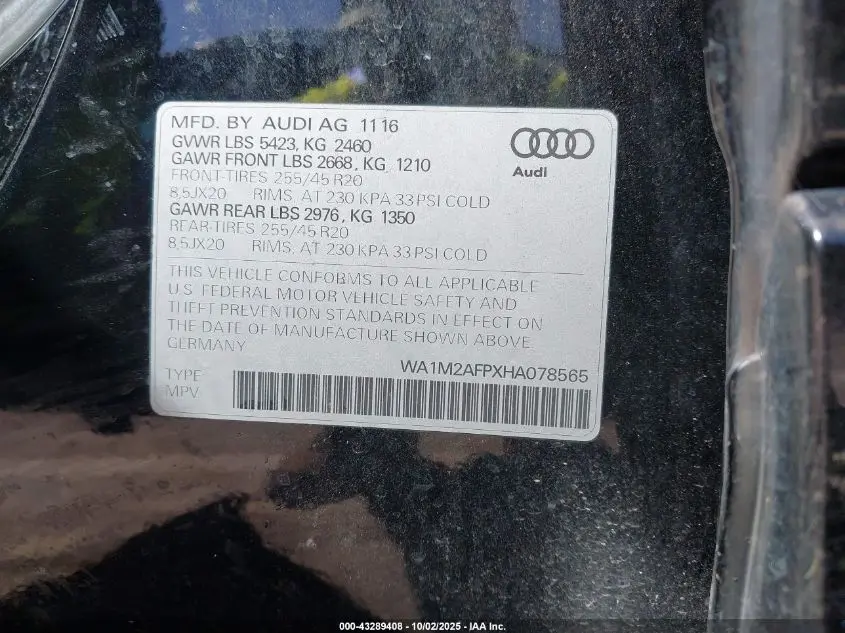 MFD. BY AUDI AG 11 16
GVWR LBS 5423, KG 2460
GAWR FRONT LBS 2668, KG 1210
FRONT-TIRES 255/45 R20
8,5JX20 RIMS. AT 230 KPA 33 PSI COLD
GAWR REAR LBS 2976, KG 1350
REAR-TIRES 255/45 R20
8,5JX20 RIMS. AT 230 KPA 33 PSI COLD
Audi
THIS VEHICLE CONFORMS TO ALL APPLICABLE
U.S. FEDERAL MOTOR VEHICLE SAFETY AND
THEFT PREVENTION STANDARDS IN EFFECT ON
THE DATE OF MANUFACTURE SHOWN ABOVE.
GERMANY
WA1M2AFPXHA078565
TYPE
MPV
000-43289408 - 10/02/2025 - IAA Inc.